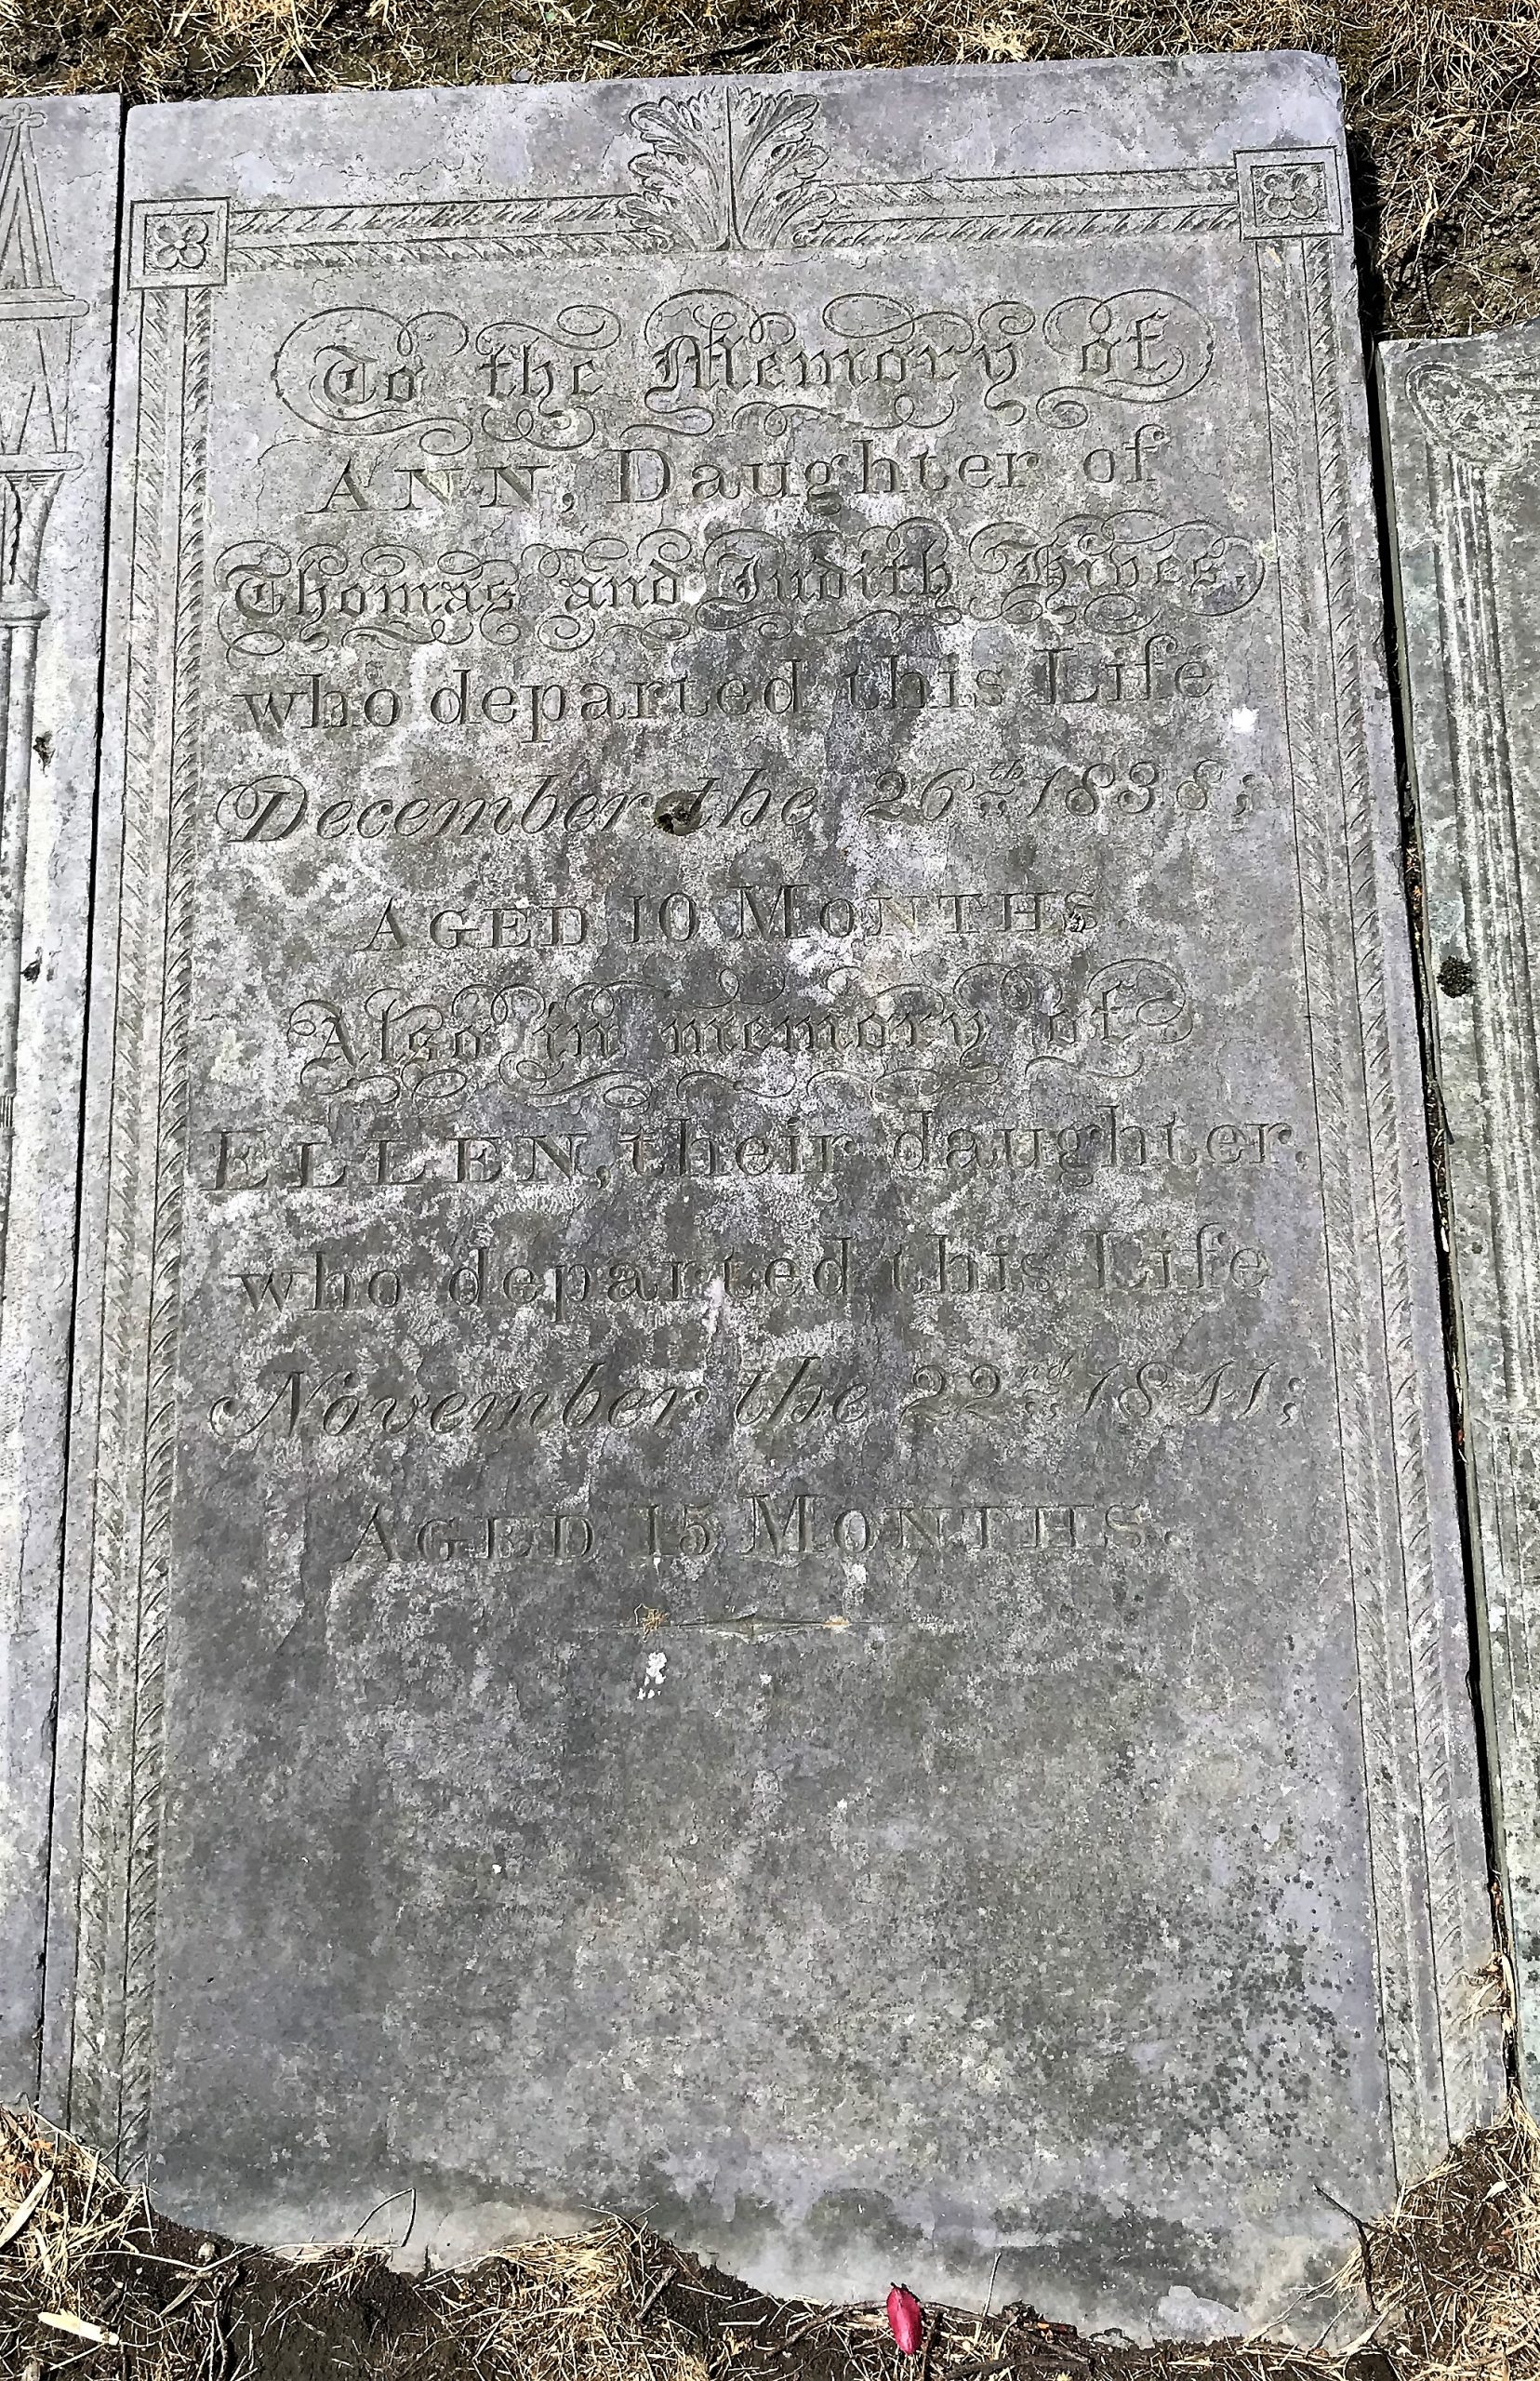 To the Memory of
ANN, Daughter of
Thomas and Judith Hives,
who departed this Life
December the 26th 1838;
AGED 10 MONTHS
Also in memory of
ELLEN, their daughter,
who departed this Life
November the 22nd 1841;
AGED 15 MONTHS.